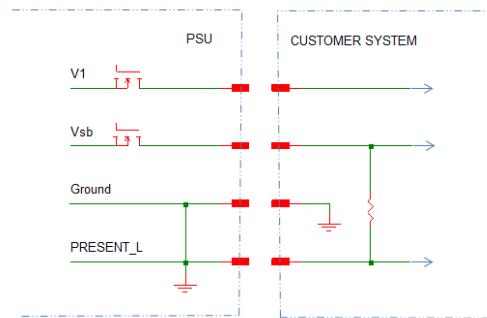 PSU
CUSTOMER SYSTEM
V1
Vsb
Ground
PRESENT_L